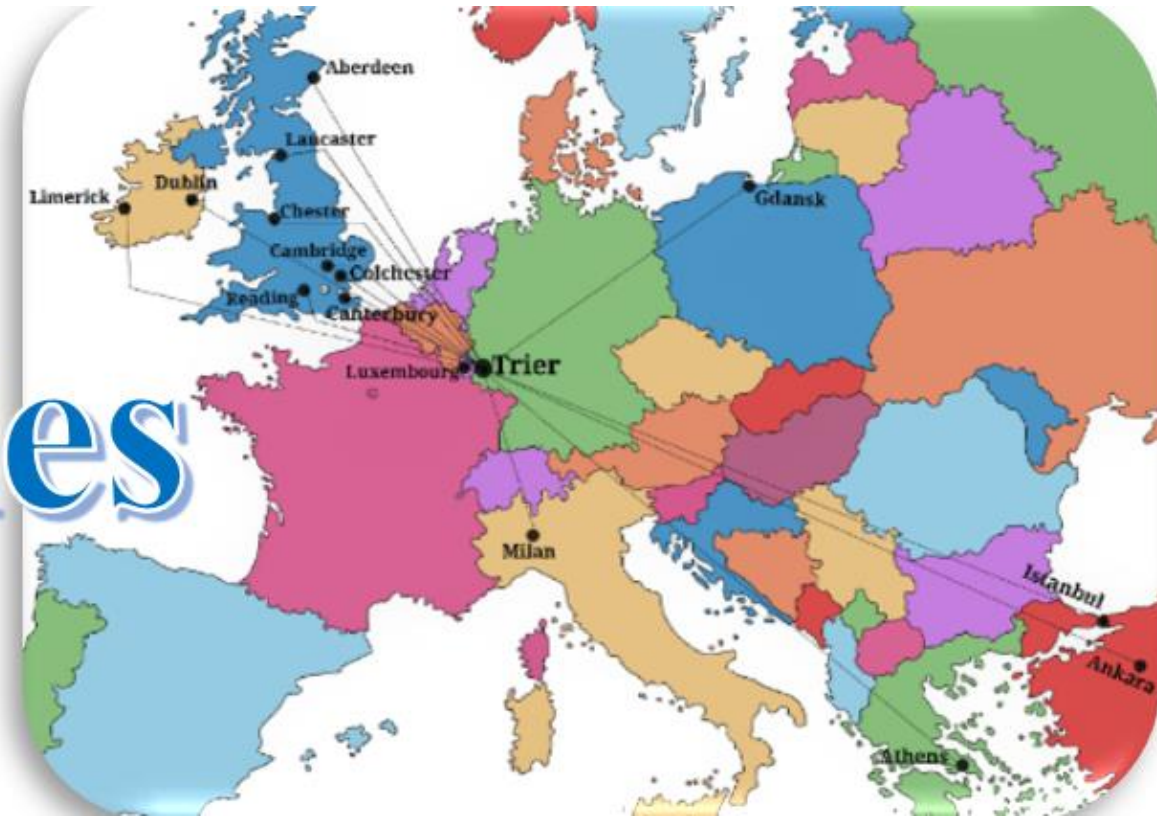 Aberdeen
Lancaster
Limerick
Dublin
Chester
Cambridge
Colchester
Reading
Canterbury
Gdansk
Luxembourg
Trier
es
Milan
Istanbul
Ankara
Athens